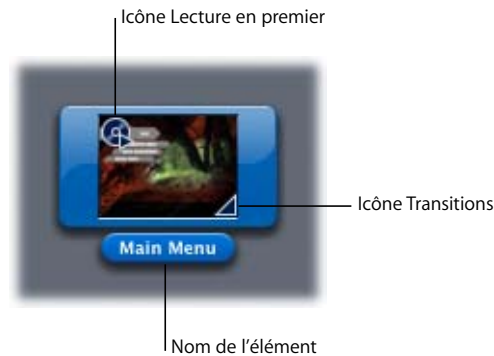 Icône Lecture en premier
Icône Transitions
Main Menu
Nom de l'élément